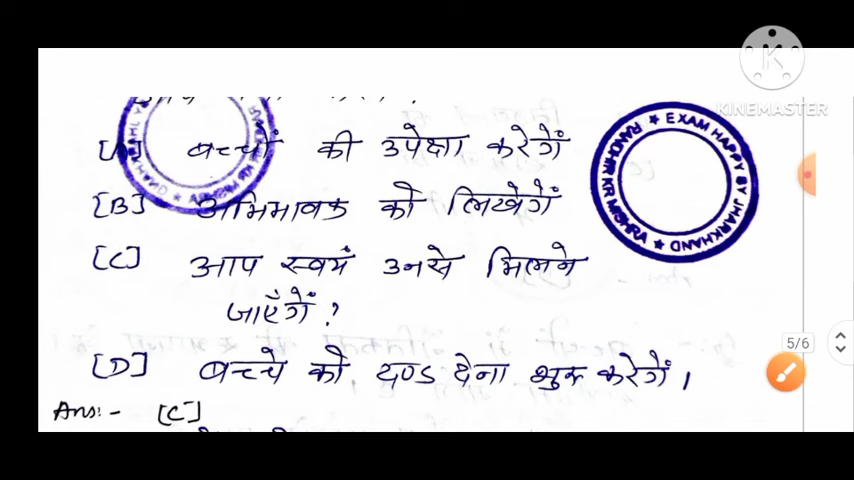 [A] बच्चों की उपेक्षा करेगें
[B] अभिभावक को लिखेगें
[C] आप स्वयं उनसे मिलने
जाएँगें ?
[D] बच्चे को दण्ड देना शुरू करेगें ।
Ans:- [C]
KINEMASTER
★ EXAM HAPPY BY JHARKHAND ★ RANDHIR KR MISHRA
5/6